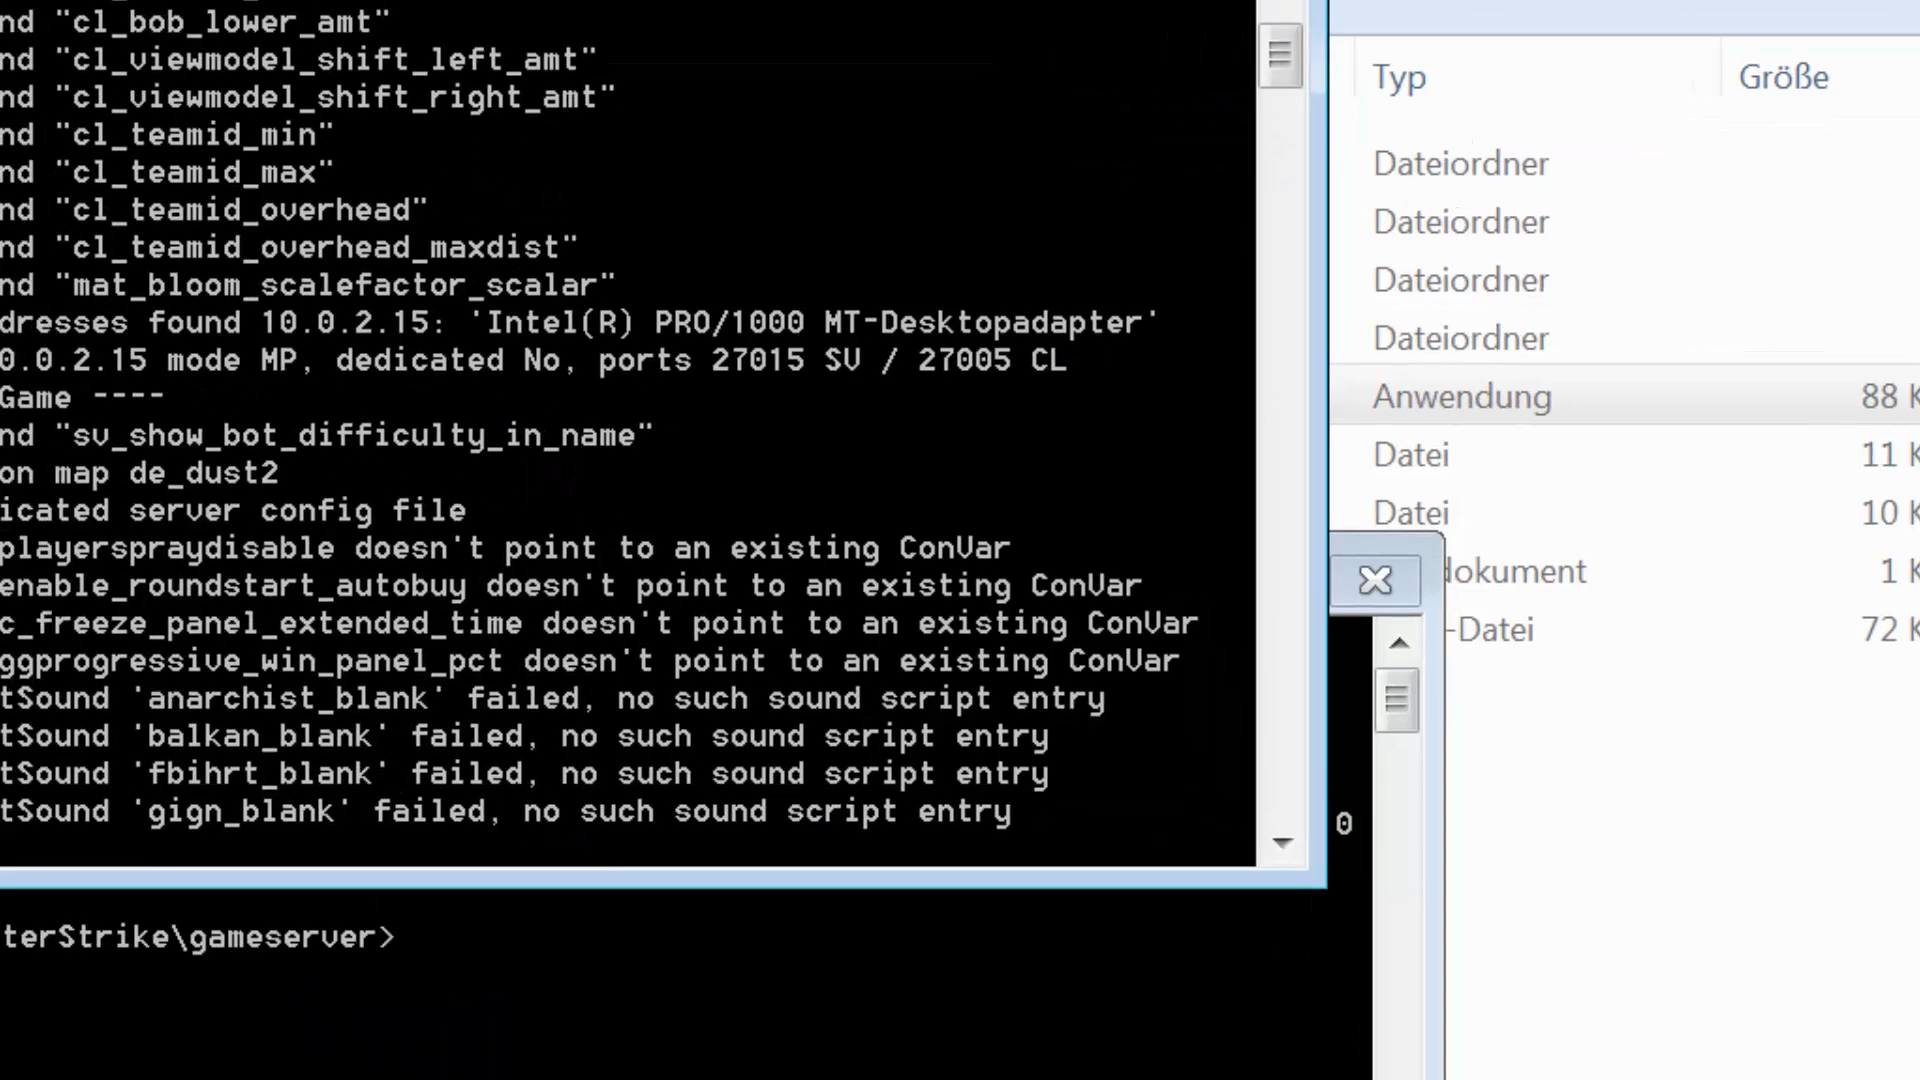 nd "cl_bob_lower_amt"
nd "cl_viewmodel_shift_left_amt"
nd "cl_viewmodel_shift_right_amt"
nd "cl_teamid_min"
nd "cl_teamid_max"
nd "cl_teamid_overhead"
nd "cl_teamid_overhead_maxdist"
nd "mat_bloom_scalefactor_scalar"
dresses found 10.0.2.15: 'Intel(R) PRO/1000 MT-Desktopadapter'
0.0.2.15 mode MP, dedicated No, ports 27015 SV / 27005 CL
Game ----
nd "sv_show_bot_difficulty_in_name"
on map de_dust2
icated server config file
playerspraydisable doesn't point to an existing ConVar
enable_roundstart_autobuy doesn't point to an existing ConVar
c_freeze_panel_extended_time doesn't point to an existing ConVar
ggprogressive_win_panel_pct doesn't point to an existing ConVar
tSound 'anarchist_blank' failed, no such sound script entry
tSound 'balkan_blank' failed, no such sound script entry
tSound 'fbihrt_blank' failed, no such sound script entry
tSound 'gign_blank' failed, no such sound script entry
0
terStrike\gameserver>
Typ Größe
Dateiordner
Dateiordner
Dateiordner
Dateiordner
Anwendung 88 K
Datei 11 K
Datei 10 K
dokument 1 K
-Datei 72 K